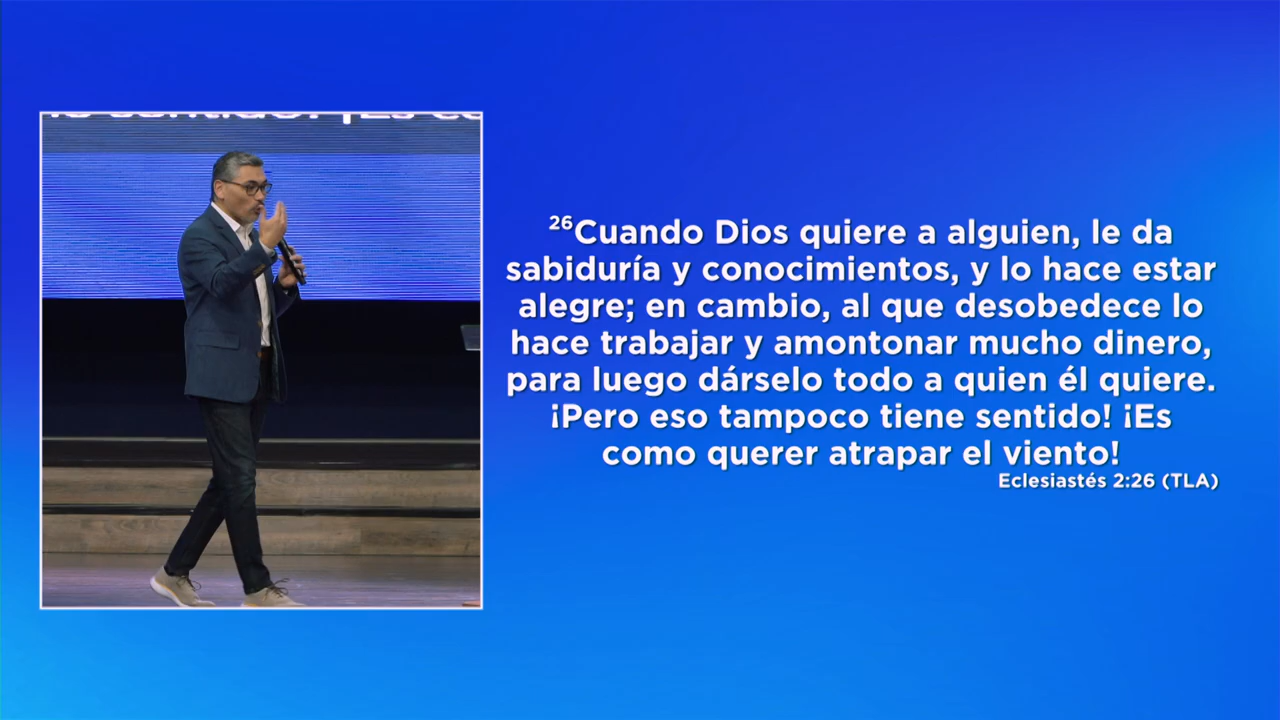 ²⁶Cuando Dios quiere a alguien, le da
sabiduría y conocimientos, y lo hace estar
alegre; en cambio, al que desobedece lo
hace trabajar y amontonar mucho dinero,
para luego dárselo todo a quien él quiere.
¡Pero eso tampoco tiene sentido! ¡Es
como querer atrapar el viento!
Eclesiastés 2:26 (TLA)